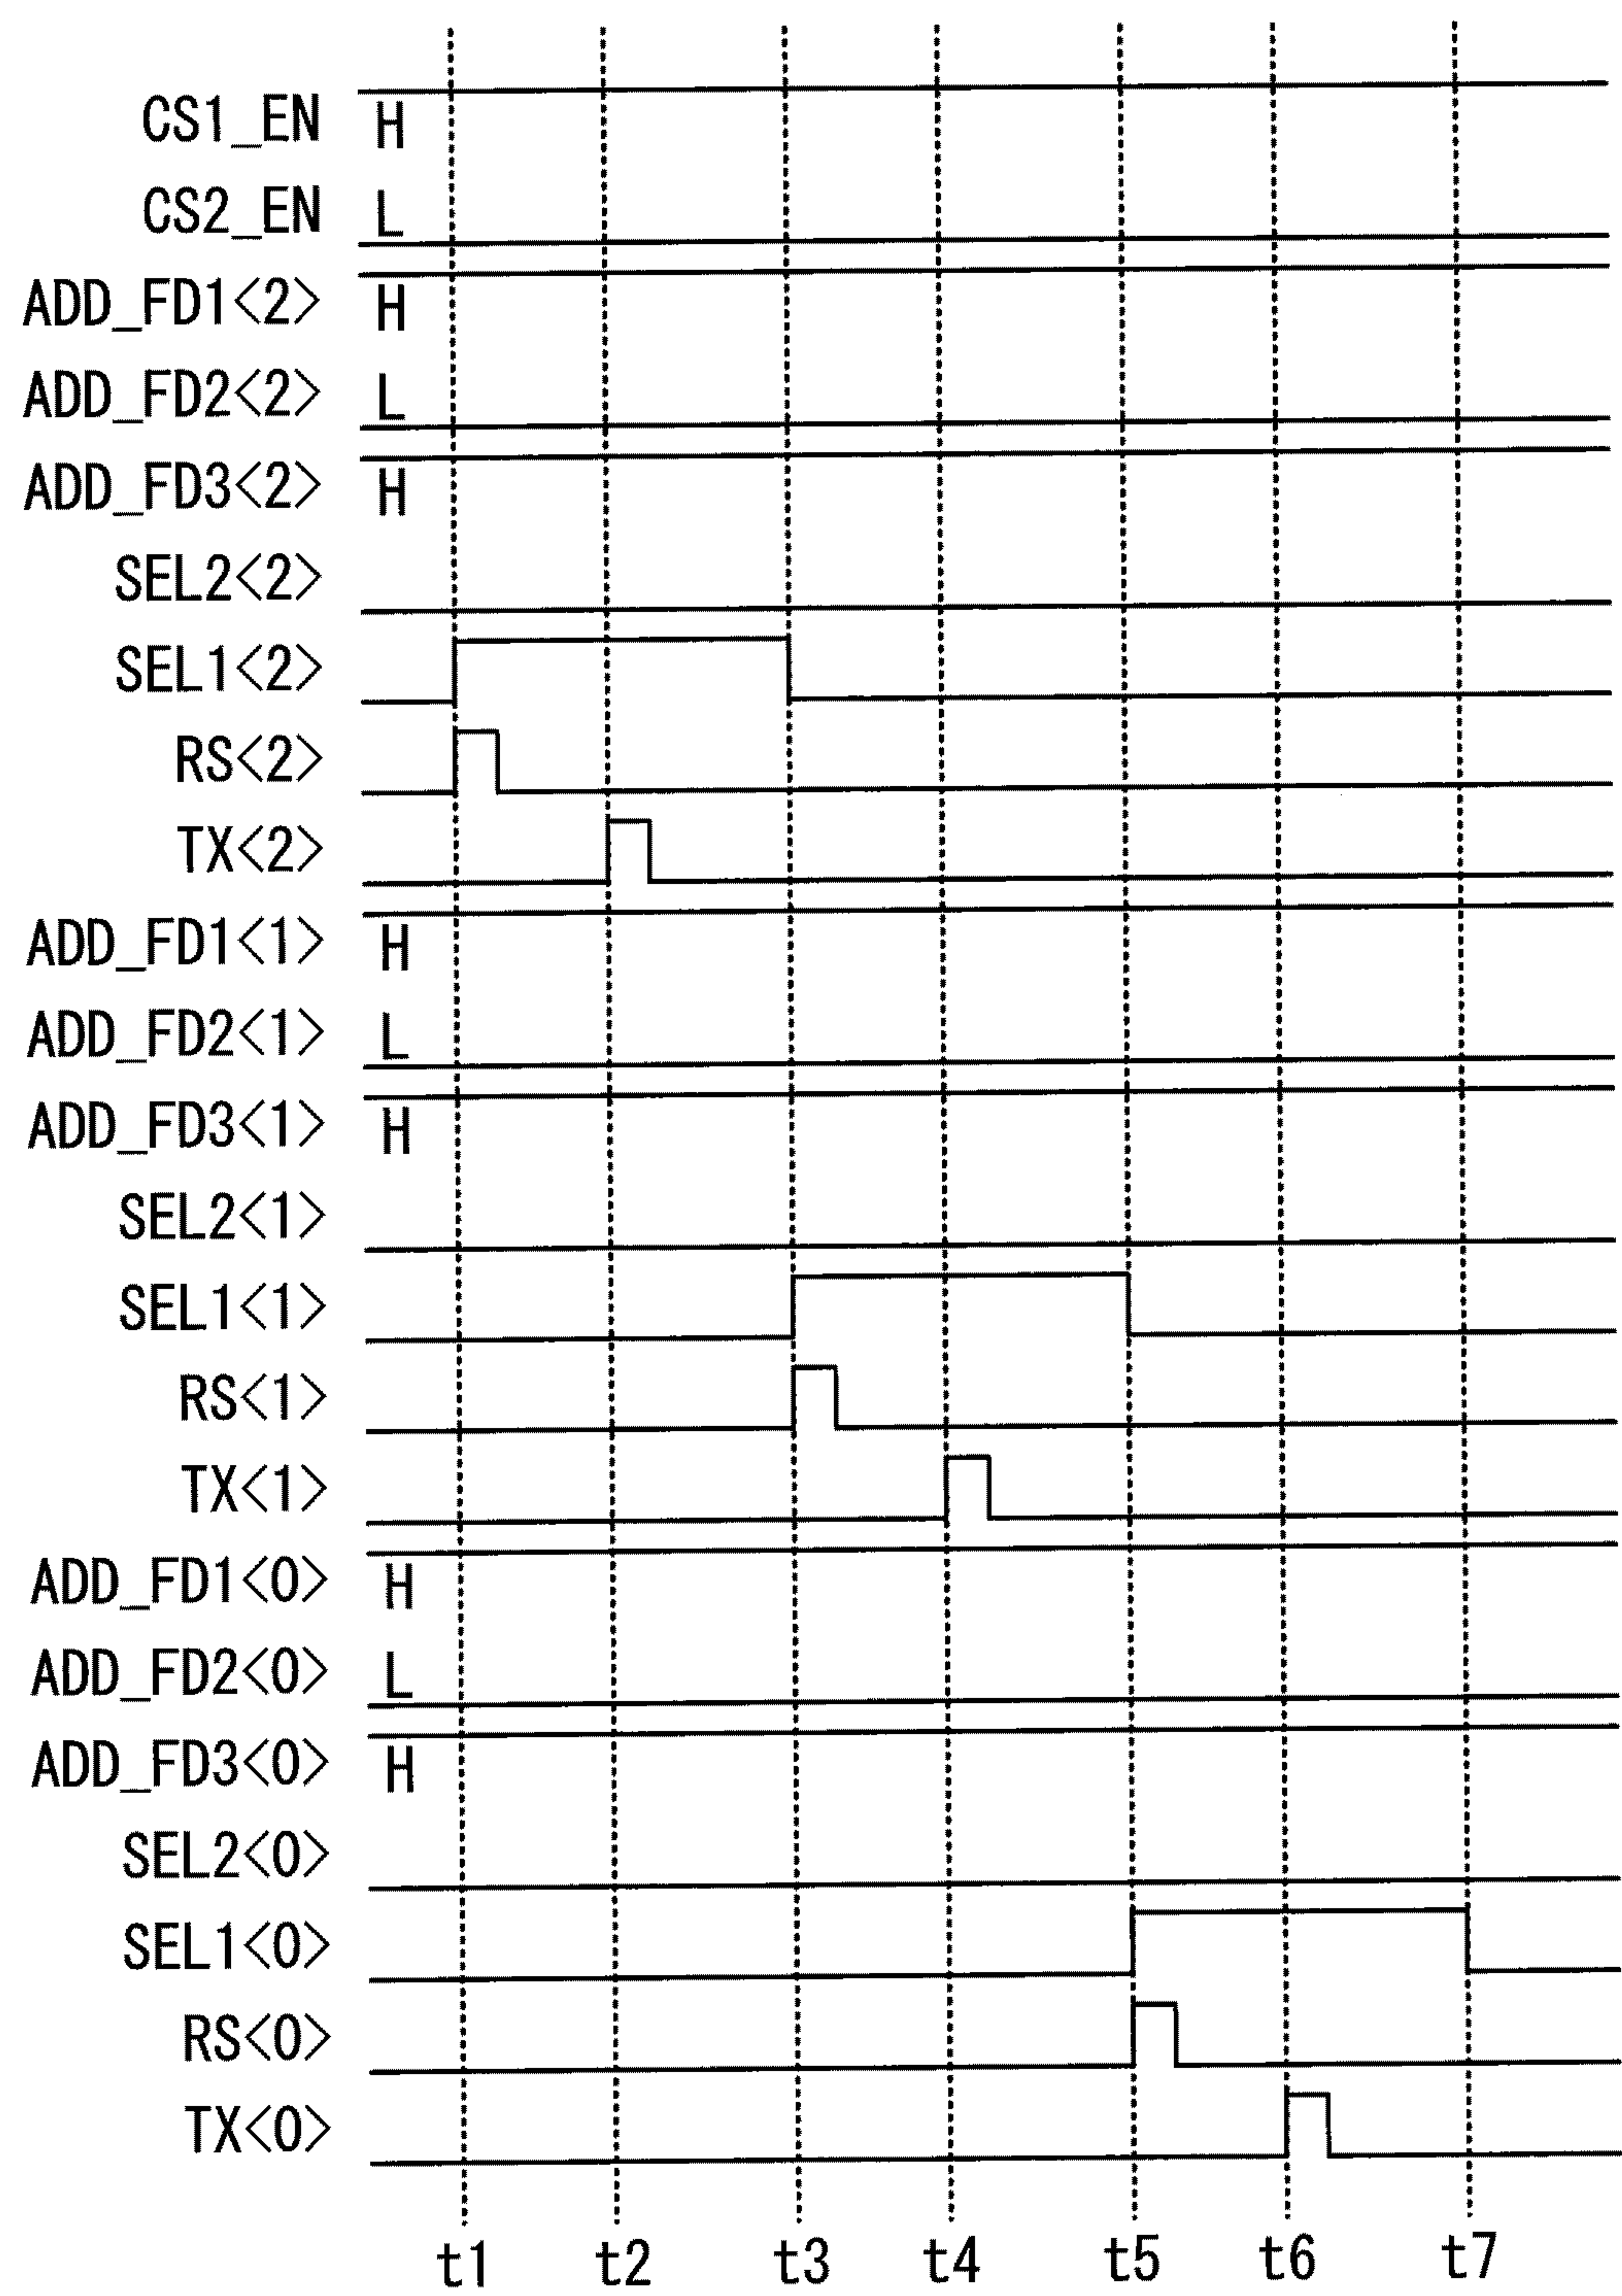 CS1_EN H
CS2_EN L
ADD_FD1<2> H
ADD_FD2<2> L
ADD_FD3<2> H
SEL2<2>
SEL1<2>
RS<2>
TX<2>
ADD_FD1<1> H
ADD_FD2<1> L
ADD_FD3<1> H
SEL2<1>
SEL1<1>
RS<1>
TX<1>
ADD_FD1<0> H
ADD_FD2<0> L
ADD_FD3<0> H
SEL2<0>
SEL1<0>
RS<0>
TX<0>
t1 t2 t3 t4 t5 t6 t7